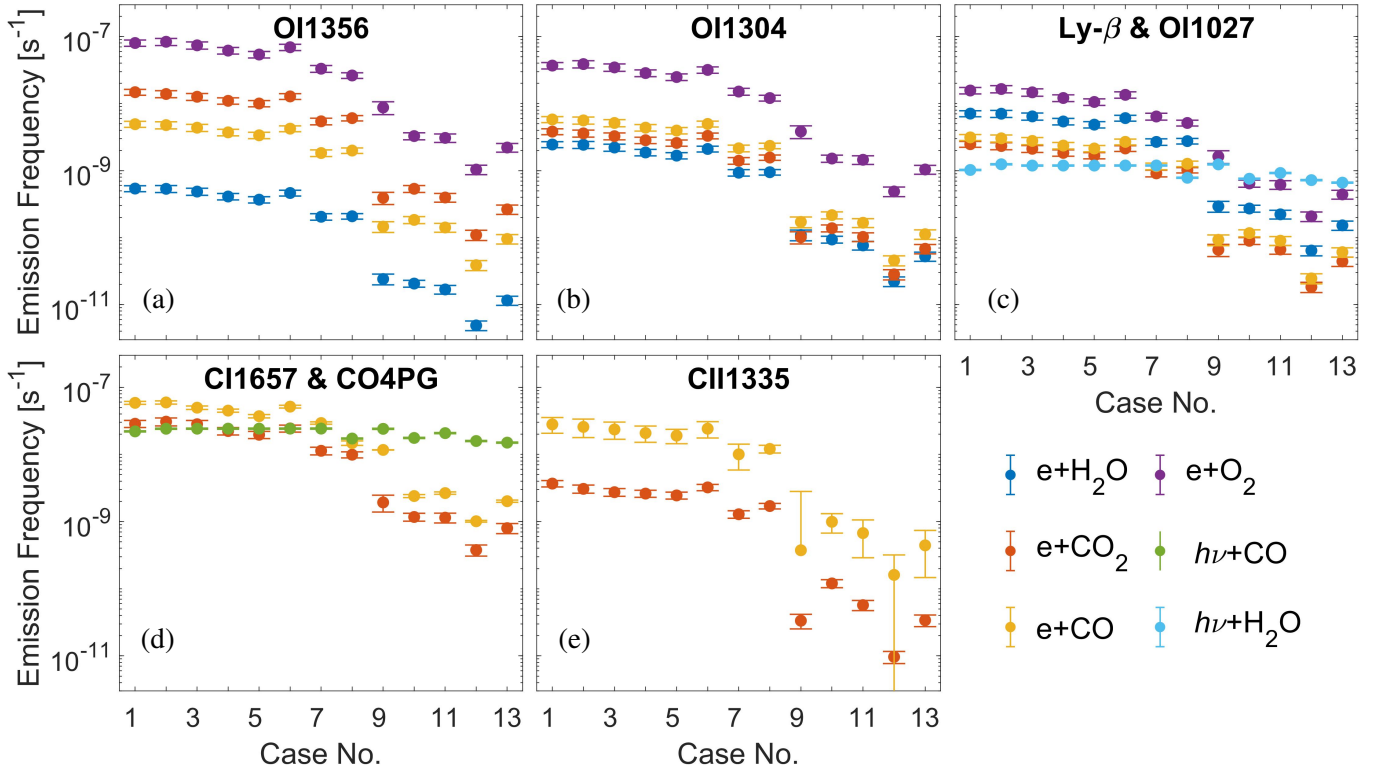 OI1356
OI1304
Ly-β & OI1027
Emission Frequency [s⁻¹]
10⁻⁷
10⁻⁹
10⁻¹¹
(a)
(b)
(c)
1 3 5 7 9 11 13
Case No.
CI1657 & CO4PG
CII1335
Emission Frequency [s⁻¹]
10⁻⁷
10⁻⁹
10⁻¹¹
(d)
(e)
1 3 5 7 9 11 13
1 3 5 7 9 11 13
Case No.
Case No.
e+H₂O
e+O₂
e+CO₂
hν+CO
e+CO
hν+H₂O